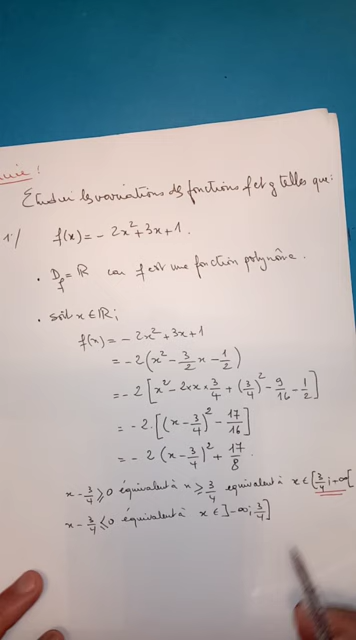 Etudier les variations des fonctions f et g telles que:
1°/ f(x) = - 2x² + 3x + 1.
• D_f = ℝ car f est une fonction polynôme.
• soit x ∈ ℝ;
f(x) = - 2x² + 3x + 1
= - 2 (x² - 3/2 x - 1/2)
= - 2 [x² - 2 × x × 3/4 + (3/4)² - 9/16 - 1/2]
= - 2 · [(x - 3/4)² - 17/16]
= - 2 (x - 3/4)² + 17/8.
x - 3/4 ≥ 0 équivalent à x ≥ 3/4 equivalent à x ∈ [3/4 ; +∞[
x - 3/4 ≤ 0 équivalent à x ∈ ]-∞ ; 3/4]